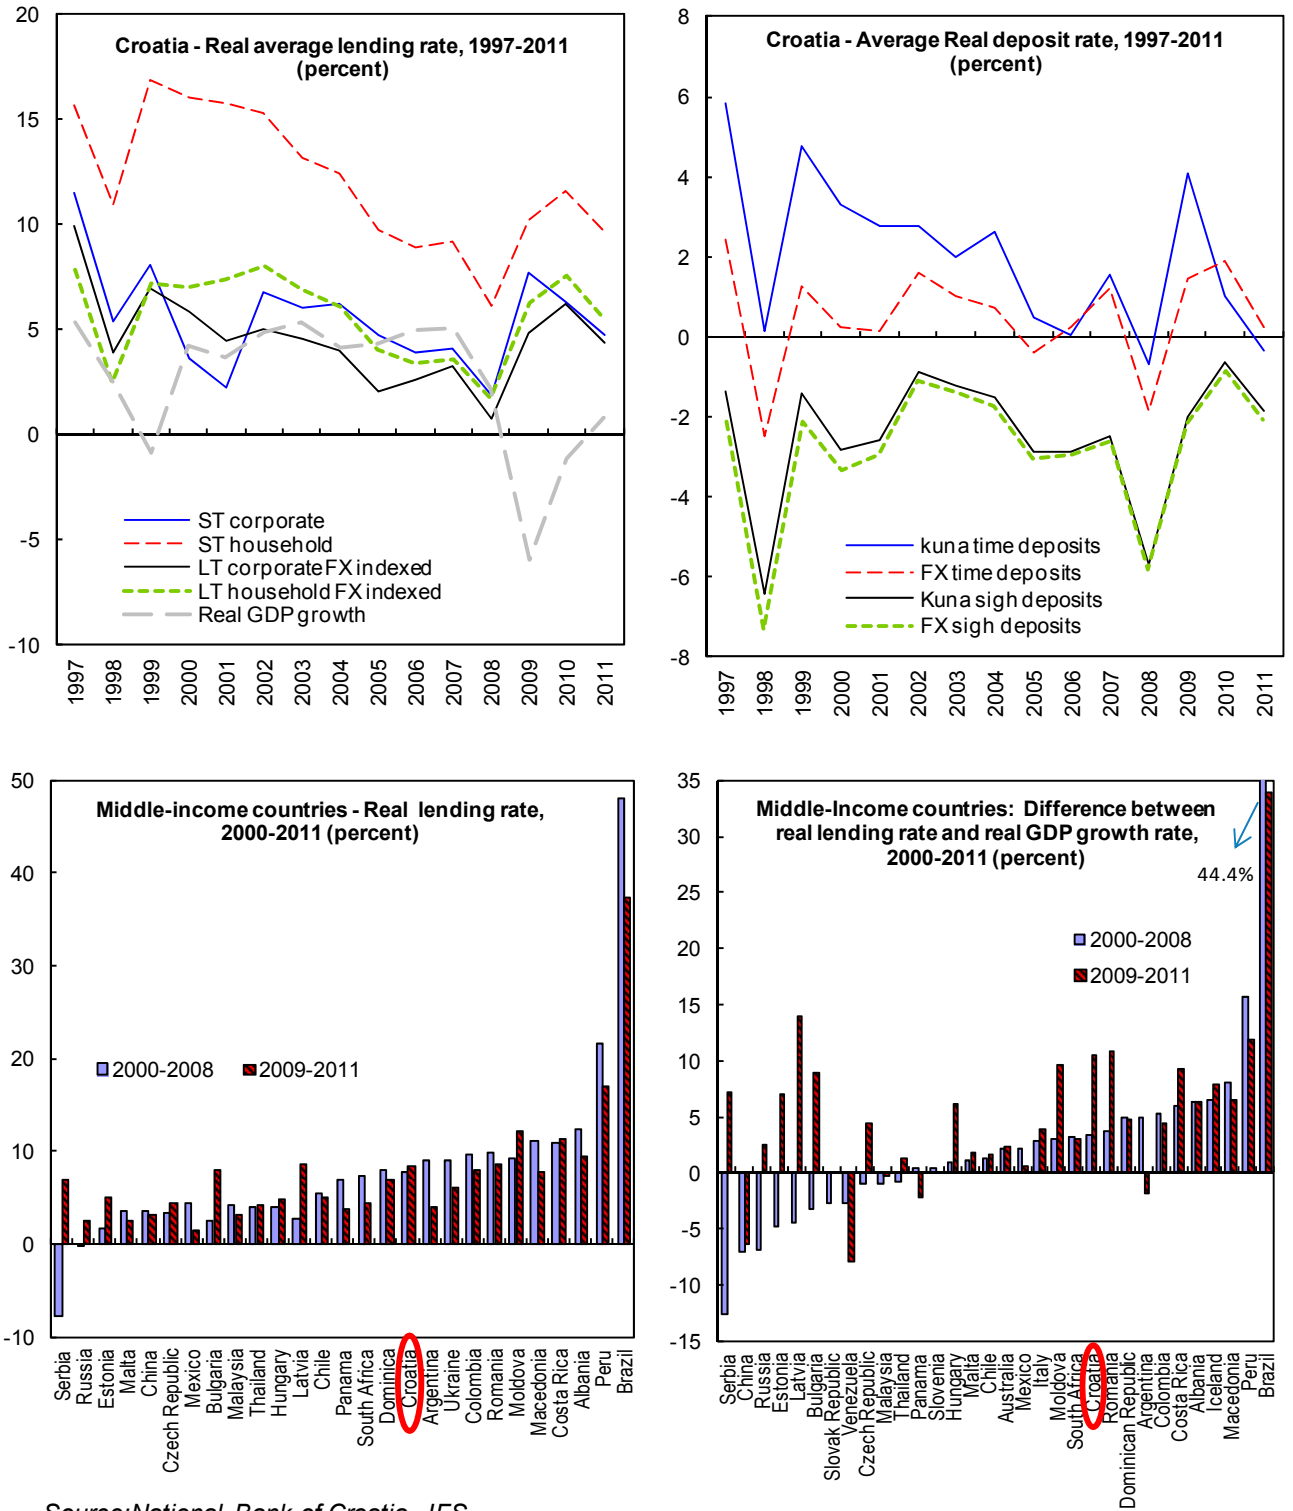 Croatia - Real average lending rate, 1997-2011
(percent)
20
15
10
5
0
-5
-10
ST corporate
ST household
LT corporate FX indexed
LT household FX indexed
Real GDP growth
1997
1998
1999
2000
2001
2002
2003
2004
2005
2006
2007
2008
2009
2010
2011
Croatia - Average Real deposit rate, 1997-2011
(percent)
8
6
4
2
0
-2
-4
-6
-8
kuna time deposits
FX time deposits
Kuna sigh deposits
FX sigh deposits
1997
1998
1999
2000
2001
2002
2003
2004
2005
2006
2007
2008
2009
2010
2011
Middle-income countries - Real lending rate,
2000-2011 (percent)
50
40
30
20
10
0
-10
2000-2008
2009-2011
Serbia
Russia
Estonia
Malta
China
Czech Republic
Mexico
Bulgaria
Malaysia
Thailand
Hungary
Latvia
Chile
Panama
South Africa
Dominica
Croatia
Argentina
Ukraine
Colombia
Romania
Moldova
Macedonia
Costa Rica
Albania
Peru
Brazil
Middle-Income countries: Difference between
real lending rate and real GDP growth rate,
2000-2011 (percent)
35
30
25
20
15
10
5
0
-5
-10
-15
44.4%
2000-2008
2009-2011
Serbia
China
Russia
Estonia
Latvia
Bulgaria
Slovak Republic
Venezuela
Czech Republic
Malaysia
Thailand
Panama
Slovenia
Hungary
Malta
Chile
Australia
Mexico
Italy
Moldova
South Africa
Croatia
Romania
Dominican Republic
Argentina
Colombia
Costa Rica
Albania
Iceland
Macedonia
Peru
Brazil
Source: National Bank of Croatia, IFS